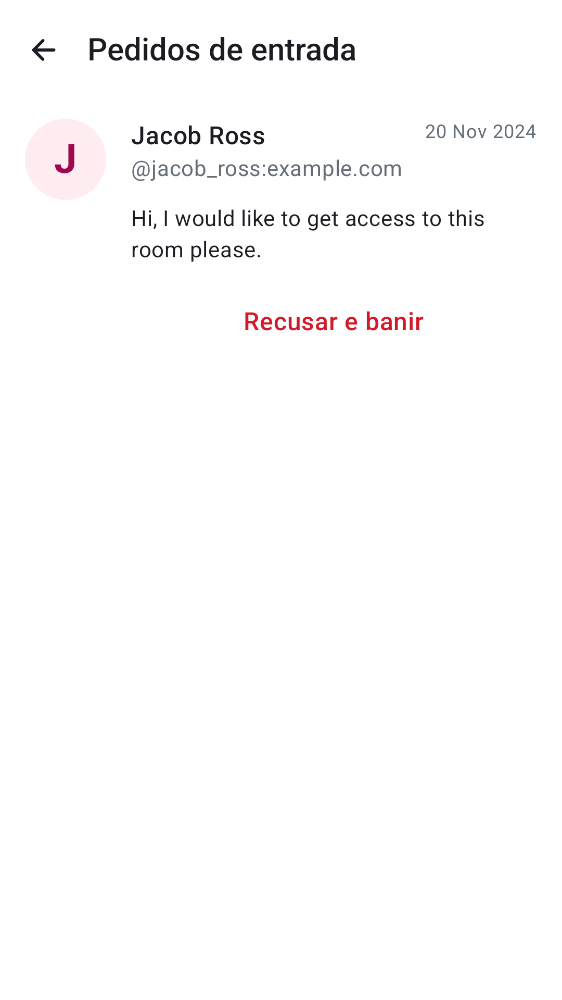 Pedidos de entrada
J
Jacob Ross
20 Nov 2024
@jacob_ross:example.com
Hi, I would like to get access to this
room please.
Recusar e banir